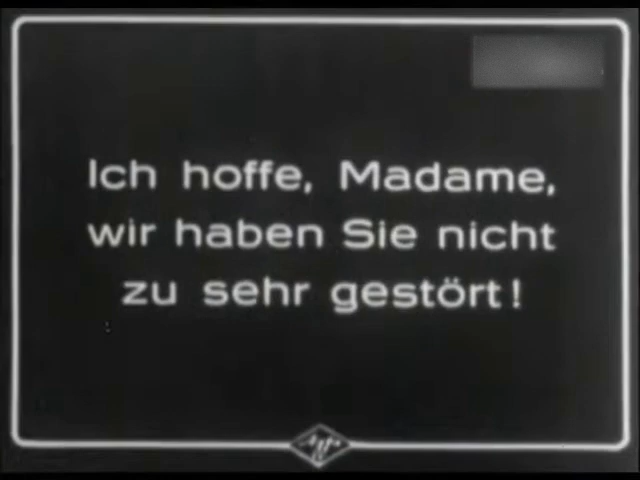 Ich hoffe, Madame,
wir haben Sie nicht
zu sehr gestört!